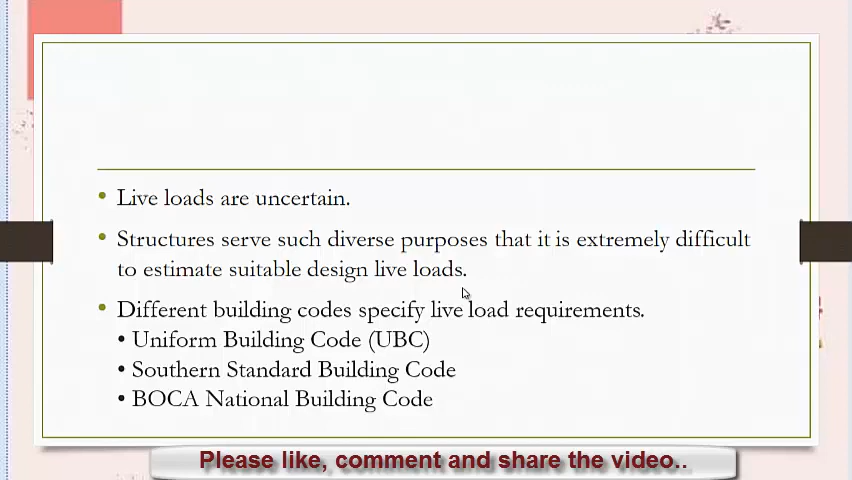 • Live loads are uncertain.
• Structures serve such diverse purposes that it is extremely difficult
to estimate suitable design live loads.
• Different building codes specify live load requirements.
• Uniform Building Code (UBC)
• Southern Standard Building Code
• BOCA National Building Code
Please like, comment and share the video..